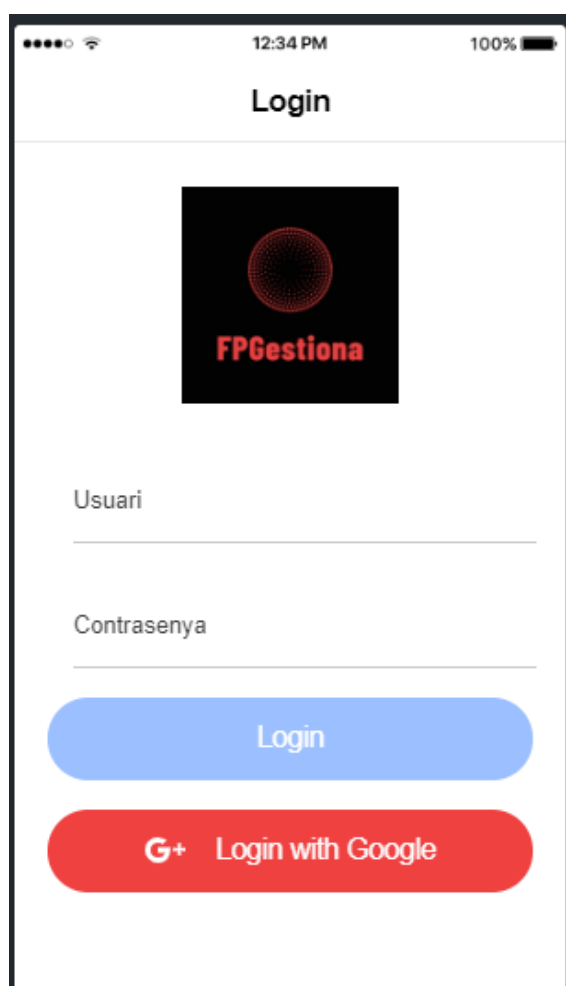 12:34 PM 100%
Login
FPGestiona
Usuari
Contrasenya
Login
G+ Login with Google